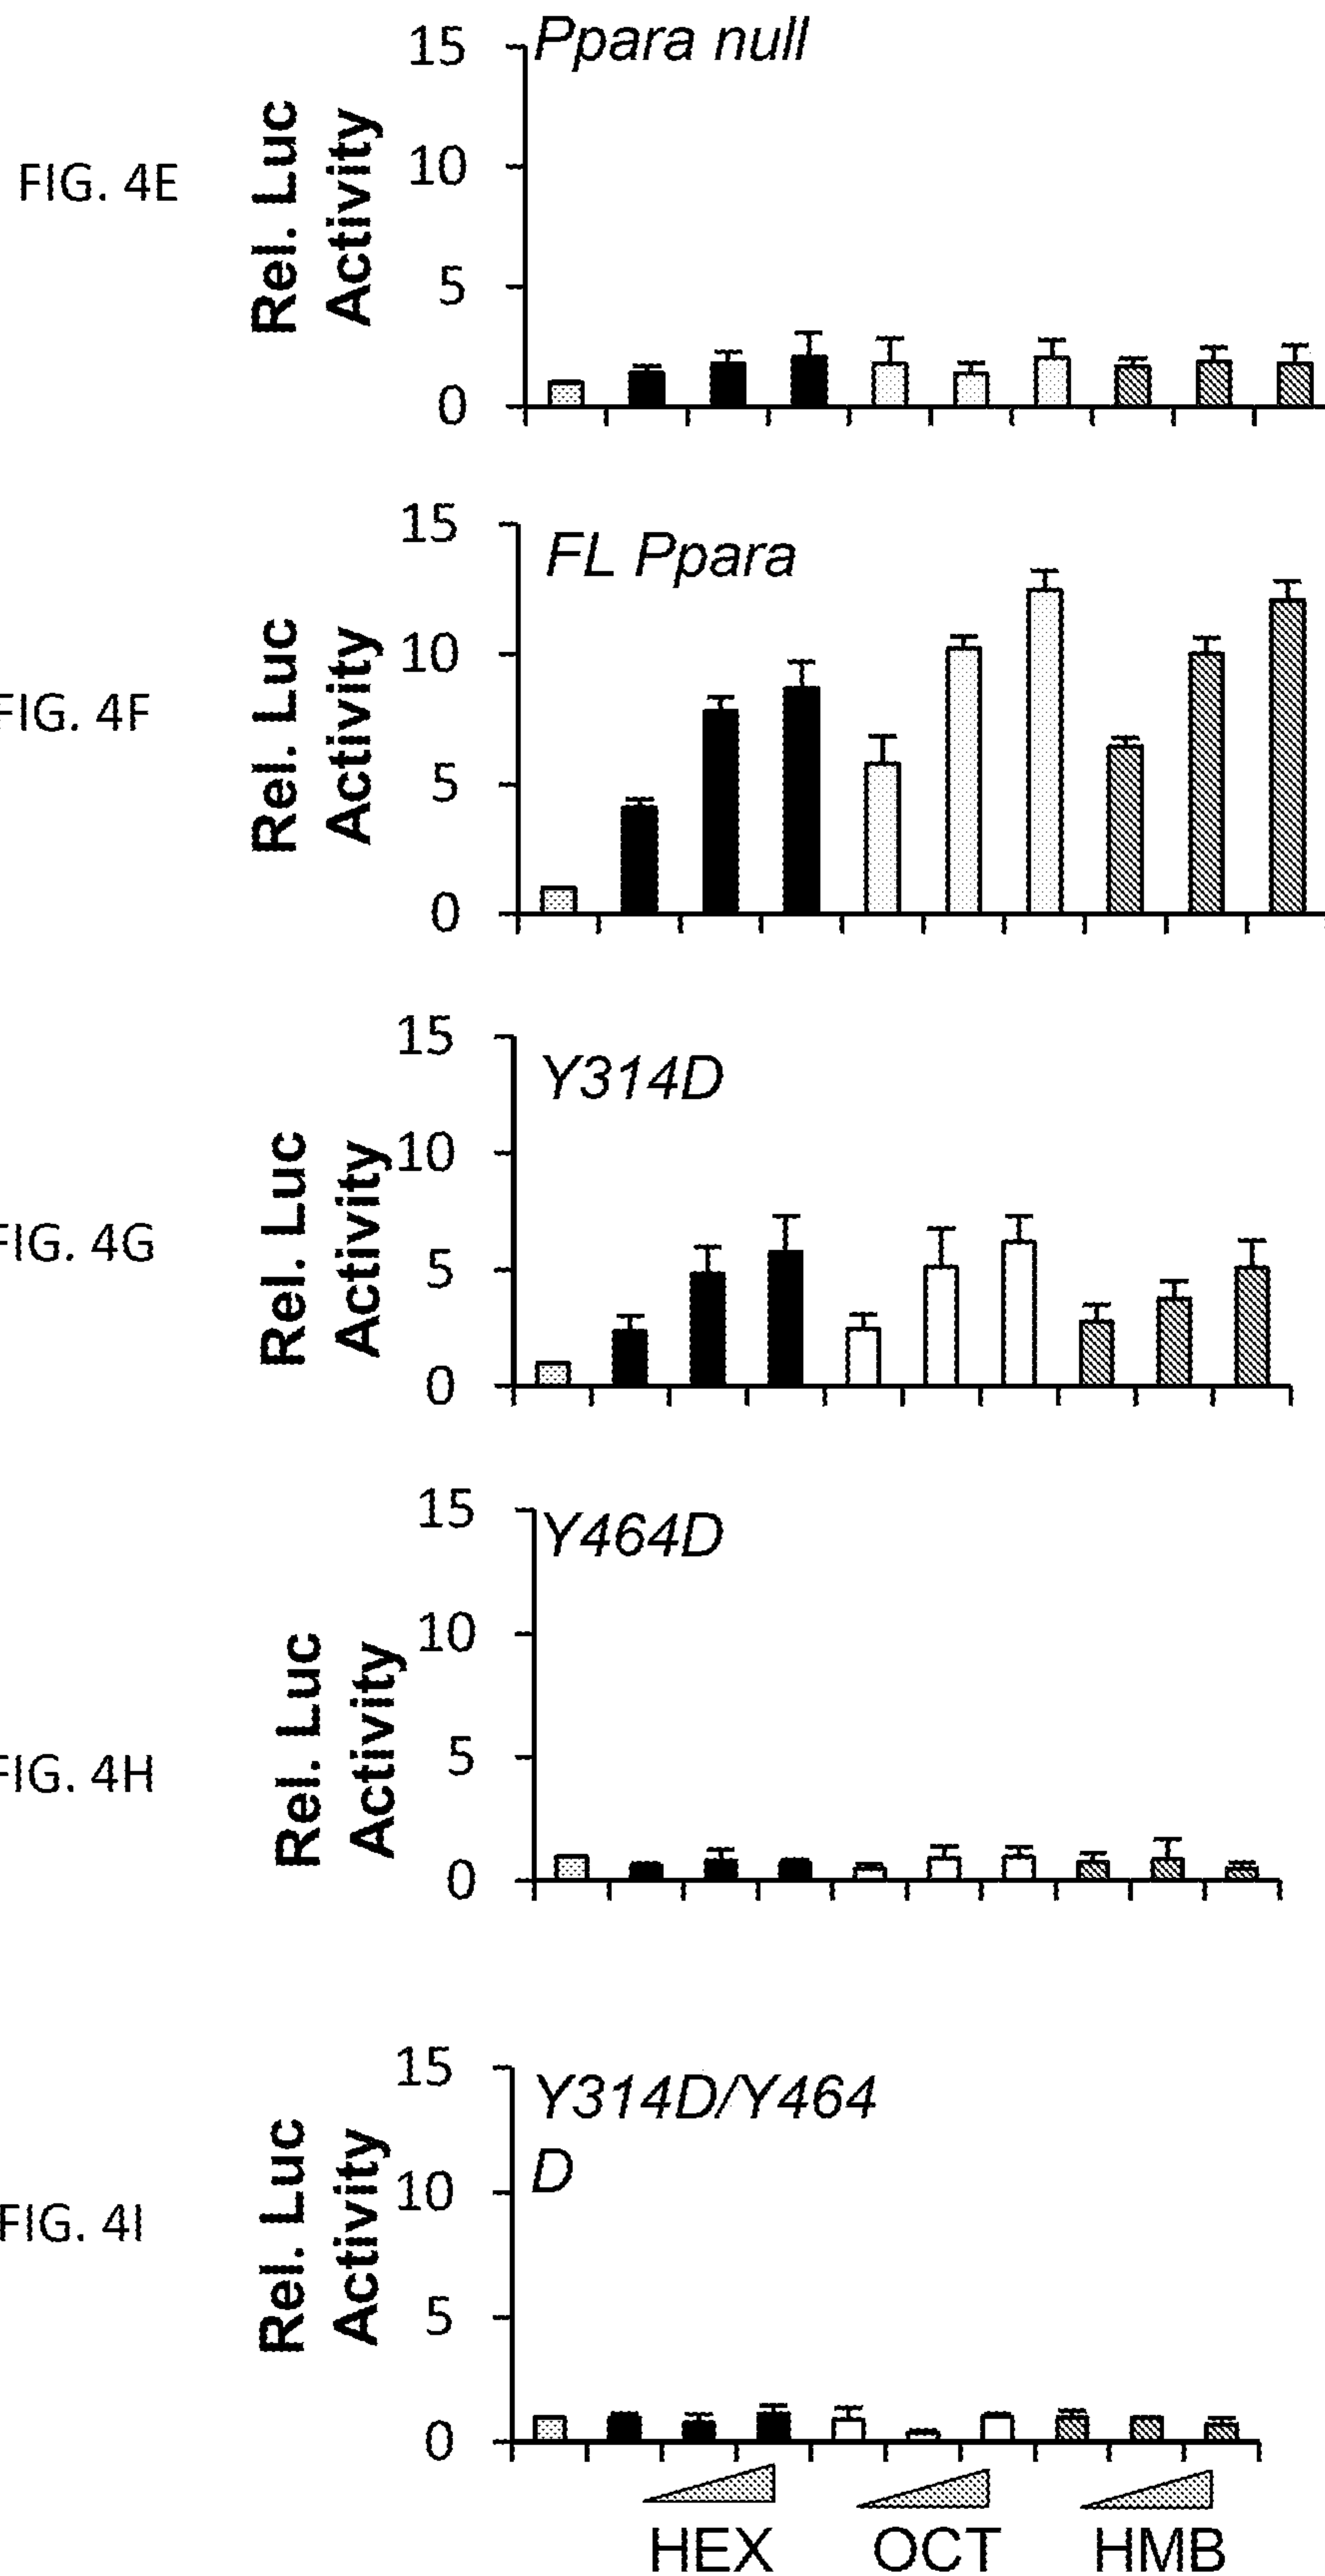 Ppara null
15
10
5
0
Rel. Luc
Activity
FIG. 4E
FL Ppara
15
10
5
0
Rel. Luc
Activity
FIG. 4F
Y314D
15
10
5
0
Rel. Luc
Activity
FIG. 4G
Y464D
15
10
5
0
Rel. Luc
Activity
FIG. 4H
Y314D/Y464
D
15
10
5
0
Rel. Luc
Activity
FIG. 4I
HEX OCT HMB